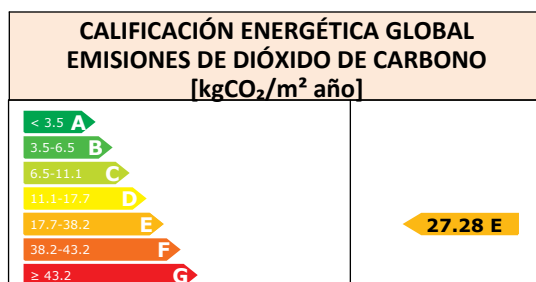 CALIFICACIÓN ENERGÉTICA GLOBAL
EMISIONES DE DIÓXIDO DE CARBONO
[kgCO₂/m² año]
< 3.5 A
3.5-6.5 B
6.5-11.1 C
11.1-17.7 D
17.7-38.2 E
27.28 E
38.2-43.2 F
≥ 43.2 G